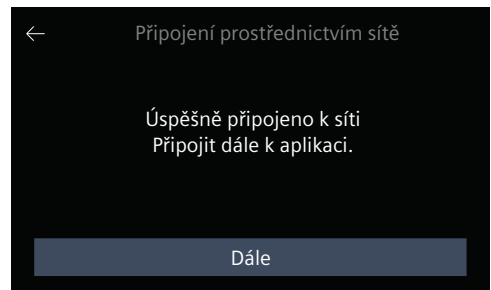 Připojení prostřednictvím sítě
Úspěšně připojeno k síti
Připojit dále k aplikaci.
Dále